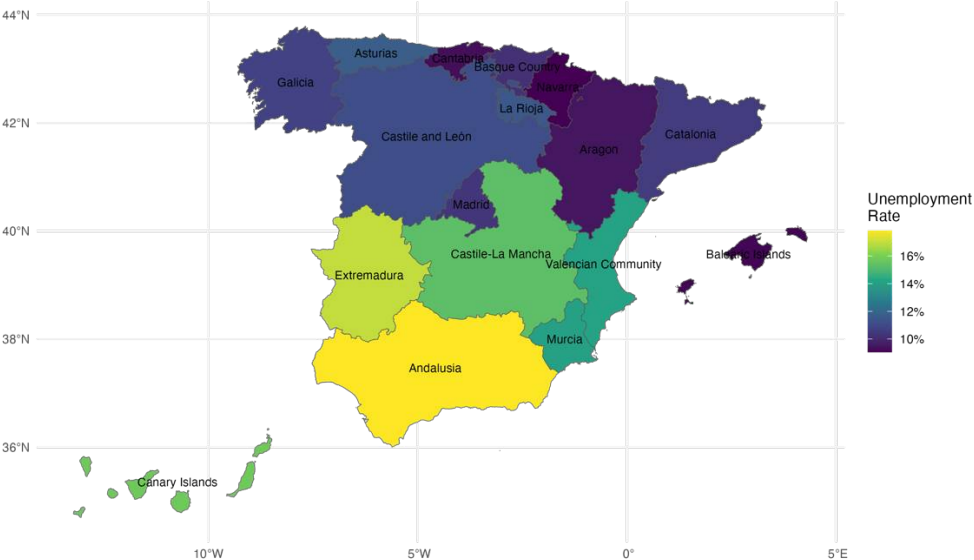 44°N
42°N
40°N
38°N
36°N
Asturias
Cantabria
Basque Country
Galicia
Navarra
La Rioja
Castile and León
Catalonia
Aragon
Madrid
Castile-La Mancha
Balearic Islands
Valencian Community
Extremadura
Murcia
Andalusia
Canary Islands
10°W
5°W
0°
5°E
Unemployment
Rate
16%
14%
12%
10%